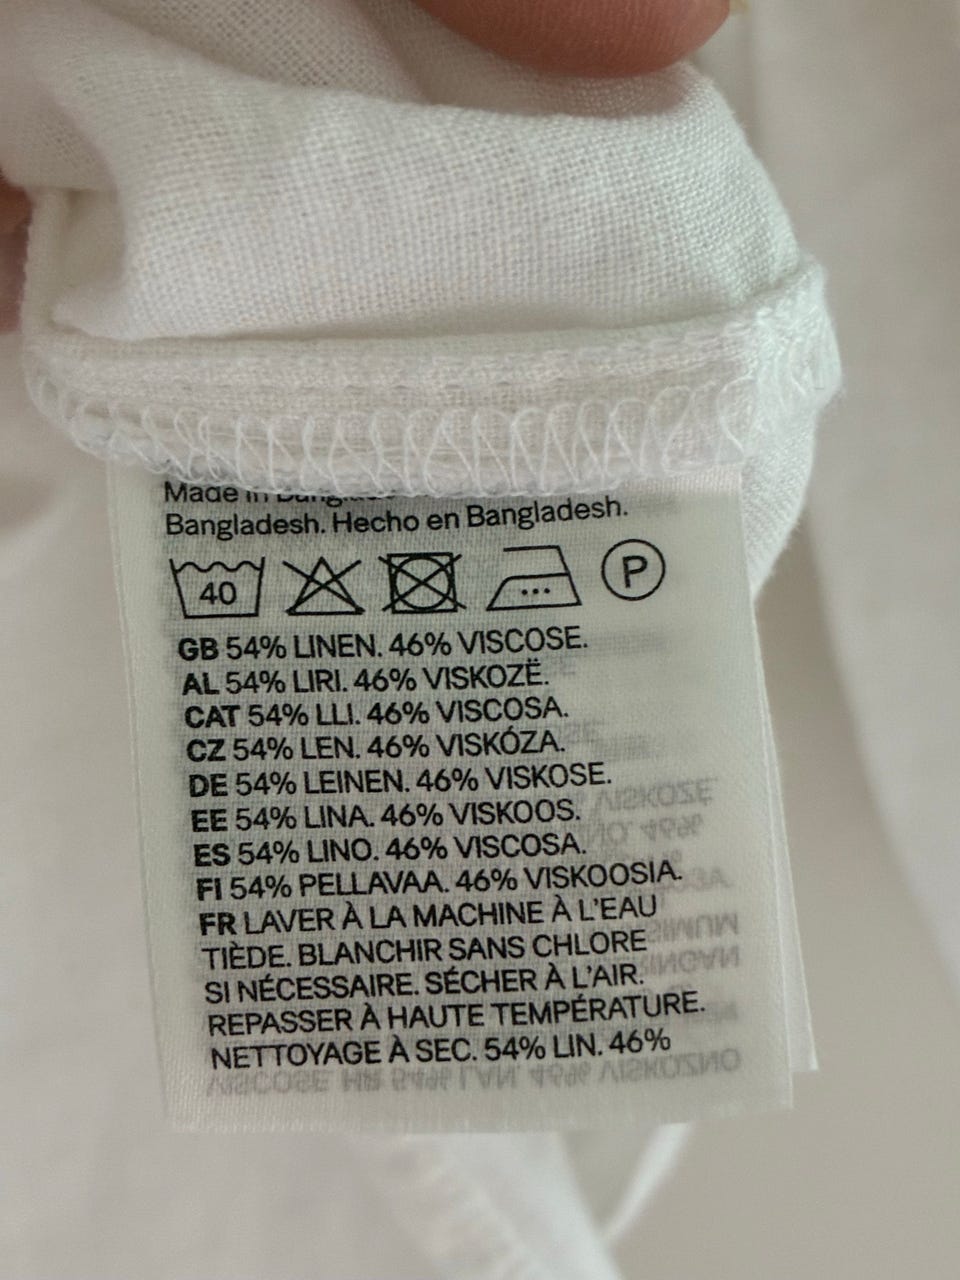 Made in
Bangladesh. Hecho en Bangladesh.
40 P
GB 54% LINEN. 46% VISCOSE.
AL 54% LIRI. 46% VISKOZË.
CAT 54% LLI. 46% VISCOSA.
CZ 54% LEN. 46% VISKÓZA.
DE 54% LEINEN. 46% VISKOSE.
EE 54% LINA. 46% VISKOOS.
ES 54% LINO. 46% VISCOSA.
FI 54% PELLAVAA. 46% VISKOOSIA.
FR LAVER À LA MACHINE À L'EAU
TIÈDE. BLANCHIR SANS CHLORE
SI NÉCESSAIRE. SÉCHER À L'AIR.
REPASSER À HAUTE TEMPÉRATURE.
NETTOYAGE À SEC. 54% LIN. 46%